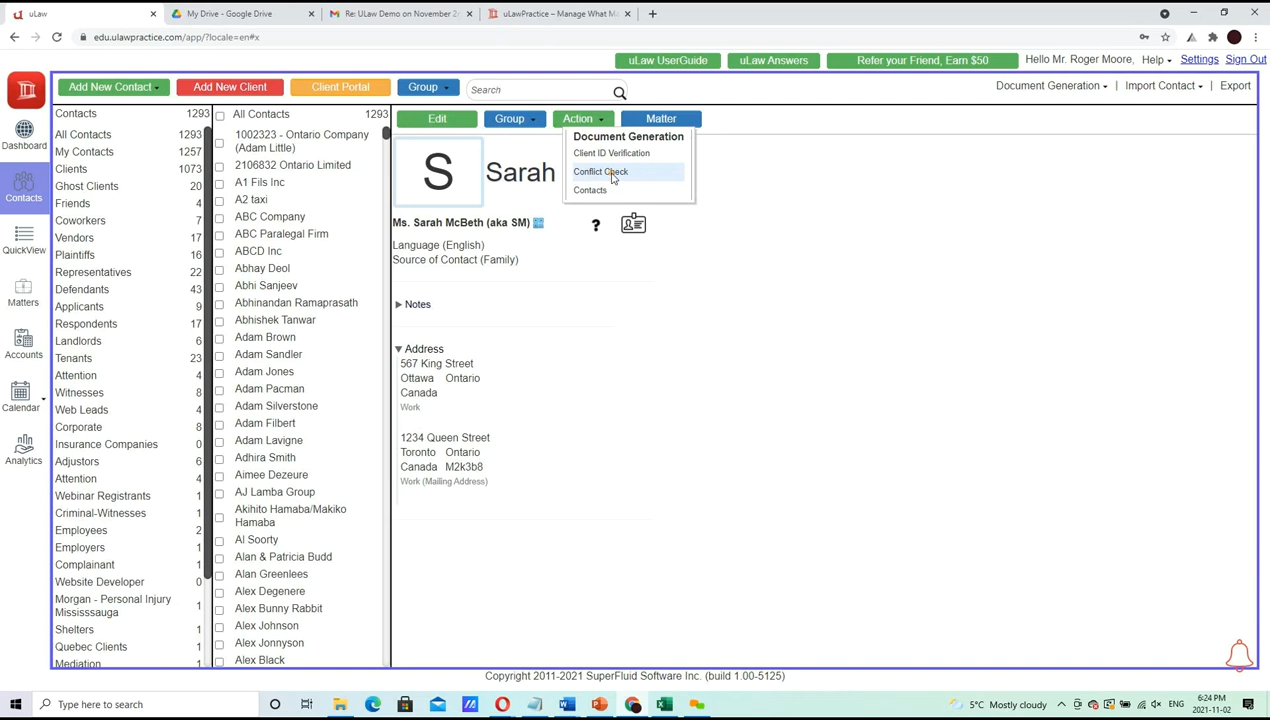 uLaw
My Drive - Google Drive
Re: ULaw Demo on November 2n
uLawPractice – Manage What Ma
edu.ulawpractice.com/app/?locale=en#x
uLaw UserGuide
uLaw Answers
Refer your Friend, Earn $50
Hello Mr. Roger Moore, Help
Settings
Sign Out
Add New Contact
Add New Client
Client Portal
Group
Search
Document Generation
Import Contact
Export
Dashboard
Contacts
QuickView
Matters
Accounts
Calendar
Analytics
Contacts 1293
All Contacts 1293
My Contacts 1257
Clients 1073
Ghost Clients 20
Friends 4
Coworkers 7
Vendors 17
Plaintiffs 16
Representatives 22
Defendants 43
Applicants 9
Respondents 17
Landlords 6
Tenants 23
Attention 4
Witnesses 8
Web Leads 4
Corporate 8
Insurance Companies 0
Adjustors 6
Attention 4
Webinar Registrants 1
Criminal-Witnesses 1
Employees 2
Employers 1
Complainant 1
Website Developer 0
Morgan - Personal Injury
Mississsauga 1
Shelters 1
Quebec Clients 1
Mediation 1
All Contacts 1293
1002323 - Ontario Company
(Adam Little)
2106832 Ontario Limited
A1 Fils Inc
A2 taxi
ABC Company
ABC Paralegal Firm
ABCD Inc
Abhay Deol
Abhi Sanjeev
Abhinandan Ramaprasath
Abhishek Tanwar
Adam Brown
Adam Sandler
Adam Jones
Adam Pacman
Adam Silverstone
Adam Filbert
Adam Lavigne
Adhira Smith
Aimee Dezeure
AJ Lamba Group
Akihito Hamaba/Makiko
Hamaba
Al Soorty
Alan & Patricia Budd
Alan Greenlees
Alex Degenere
Alex Bunny Rabbit
Alex Johnson
Alex Jonnyson
Alex Black
Edit
Group
Action
Matter
Document Generation
Client ID Verification
Conflict Check
Contacts
S
Sarah
Ms. Sarah McBeth (aka SM)
?
Language (English)
Source of Contact (Family)
Notes
Address
567 King Street
Ottawa Ontario
Canada
Work
1234 Queen Street
Toronto Ontario
Canada M2k3b8
Work (Mailing Address)
Copyright 2011-2021 SuperFluid Software Inc. (build 1.00-5125)
Type here to search
5°C Mostly cloudy
ENG
6:24 PM
2021-11-02